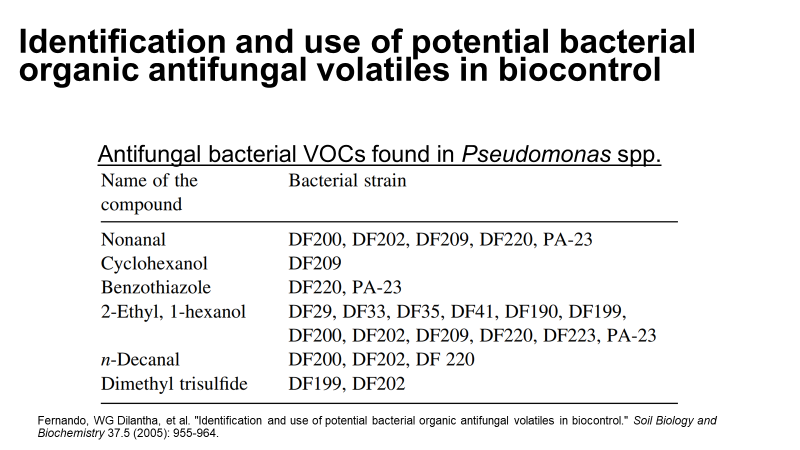 Identification and use of potential bacterial
organic antifungal volatiles in biocontrol
Antifungal bacterial VOCs found in Pseudomonas spp.
Name of the compound Bacterial strain
Nonanal DF200, DF202, DF209, DF220, PA-23
Cyclohexanol DF209
Benzothiazole DF220, PA-23
2-Ethyl, 1-hexanol DF29, DF33, DF35, DF41, DF190, DF199,
DF200, DF202, DF209, DF220, DF223, PA-23
n-Decanal DF200, DF202, DF 220
Dimethyl trisulfide DF199, DF202
Fernando, WG Dilantha, et al. "Identification and use of potential bacterial organic antifungal volatiles in biocontrol." Soil Biology and
Biochemistry 37.5 (2005): 955-964.